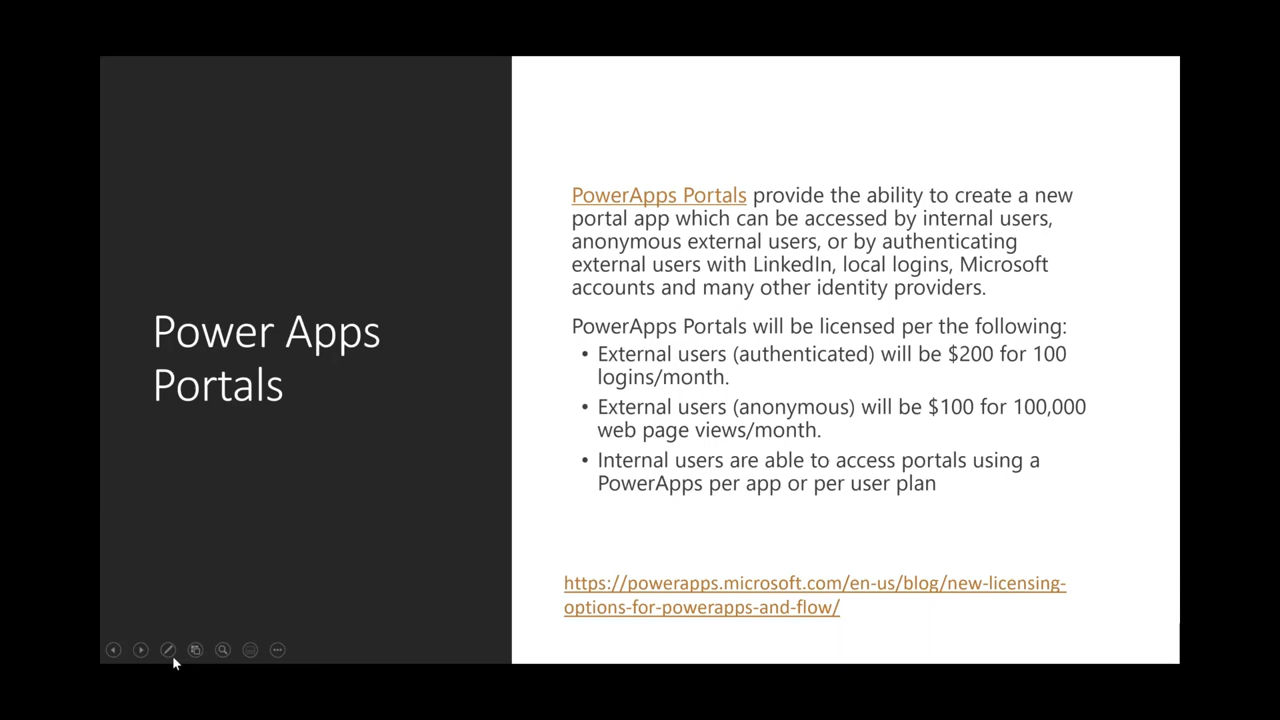 Power Apps
Portals
PowerApps Portals provide the ability to create a new
portal app which can be accessed by internal users,
anonymous external users, or by authenticating
external users with LinkedIn, local logins, Microsoft
accounts and many other identity providers.
PowerApps Portals will be licensed per the following:
• External users (authenticated) will be $200 for 100
logins/month.
• External users (anonymous) will be $100 for 100,000
web page views/month.
• Internal users are able to access portals using a
PowerApps per app or per user plan
https://powerapps.microsoft.com/en-us/blog/new-licensing-
options-for-powerapps-and-flow/